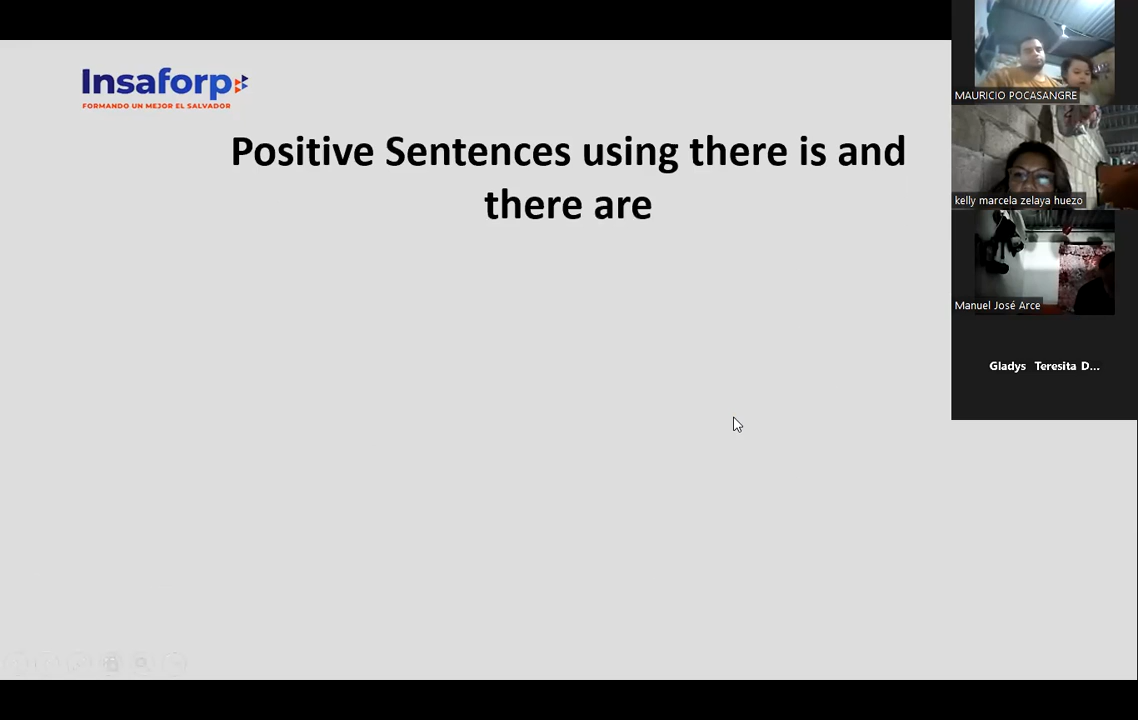 Insaforp
FORMANDO UN MEJOR EL SALVADOR
Positive Sentences using there is and
there are
MAURICIO POCASANGRE
kelly marcela zelaya huezo
Manuel José Arce
Gladys Teresita D...